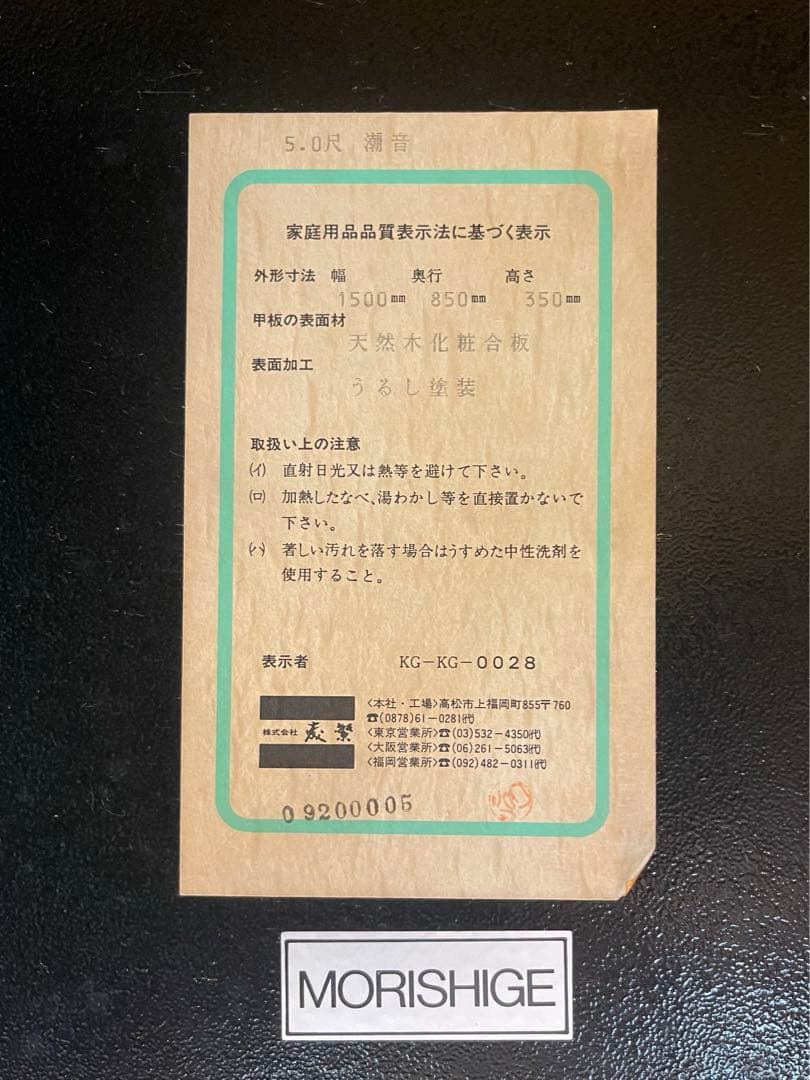 5.0尺 潮音
家庭用品品質表示法に基づく表示
外形寸法 幅 奥行 高さ
1500mm 850mm 350mm
甲板の表面材
天然木化粧合板
表面加工
うるし塗装
取扱い上の注意
(イ) 直射日光又は熱等を避けて下さい。
(ロ) 加熱したなべ、湯わかし等を直接置かないで
下さい。
(ハ) 著しい汚れを落す場合はうすめた中性洗剤を
使用すること。
表示者 KG-KG-0028
〈本社・工場〉高松市上福岡町855〒760
☎(0878)61-0281代)
株式会社 森繁
〈東京営業所〉☎(03)532-4350代)
〈大阪営業所〉☎(06)261-5063代)
〈福岡営業所〉☎(092)482-0311代)
09200005
MORISHIGE